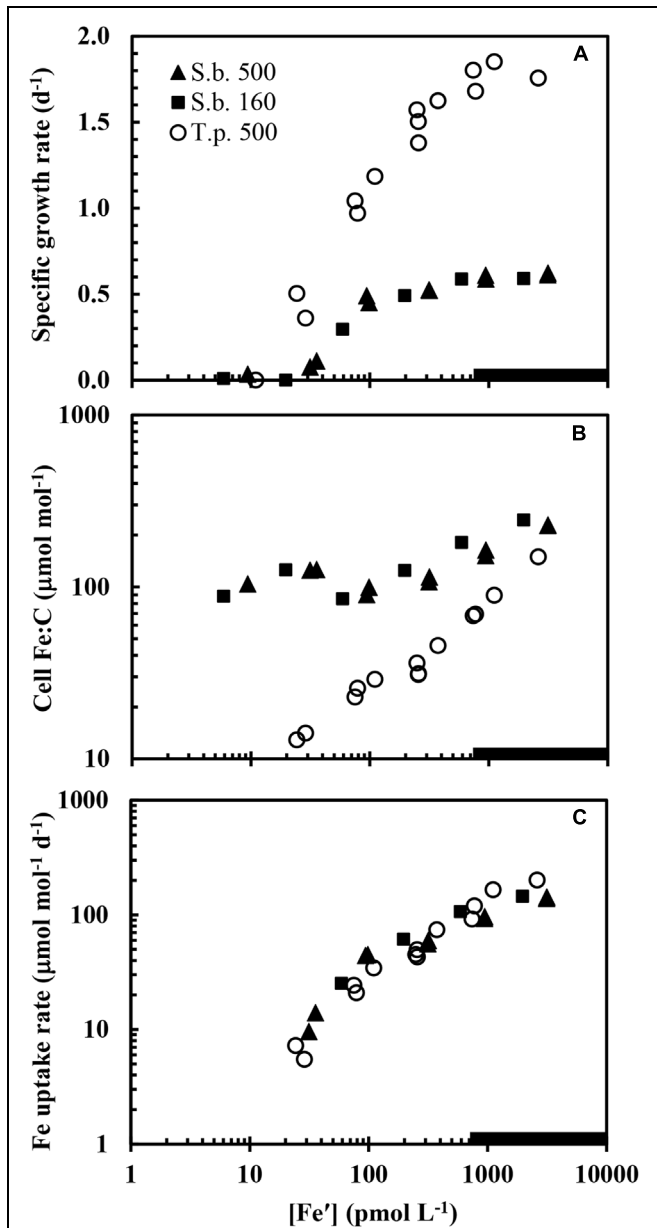 A
S.b. 500
S.b. 160
T.p. 500
Specific growth rate (d⁻¹)
2.0
1.5
1.0
0.5
0.0
B
Cell Fe:C (μmol mol⁻¹)
1000
100
10
C
Fe uptake rate (μmol mol⁻¹ d⁻¹)
1000
100
10
1
1 10 100 1000 10000
[Fe′] (pmol L⁻¹)